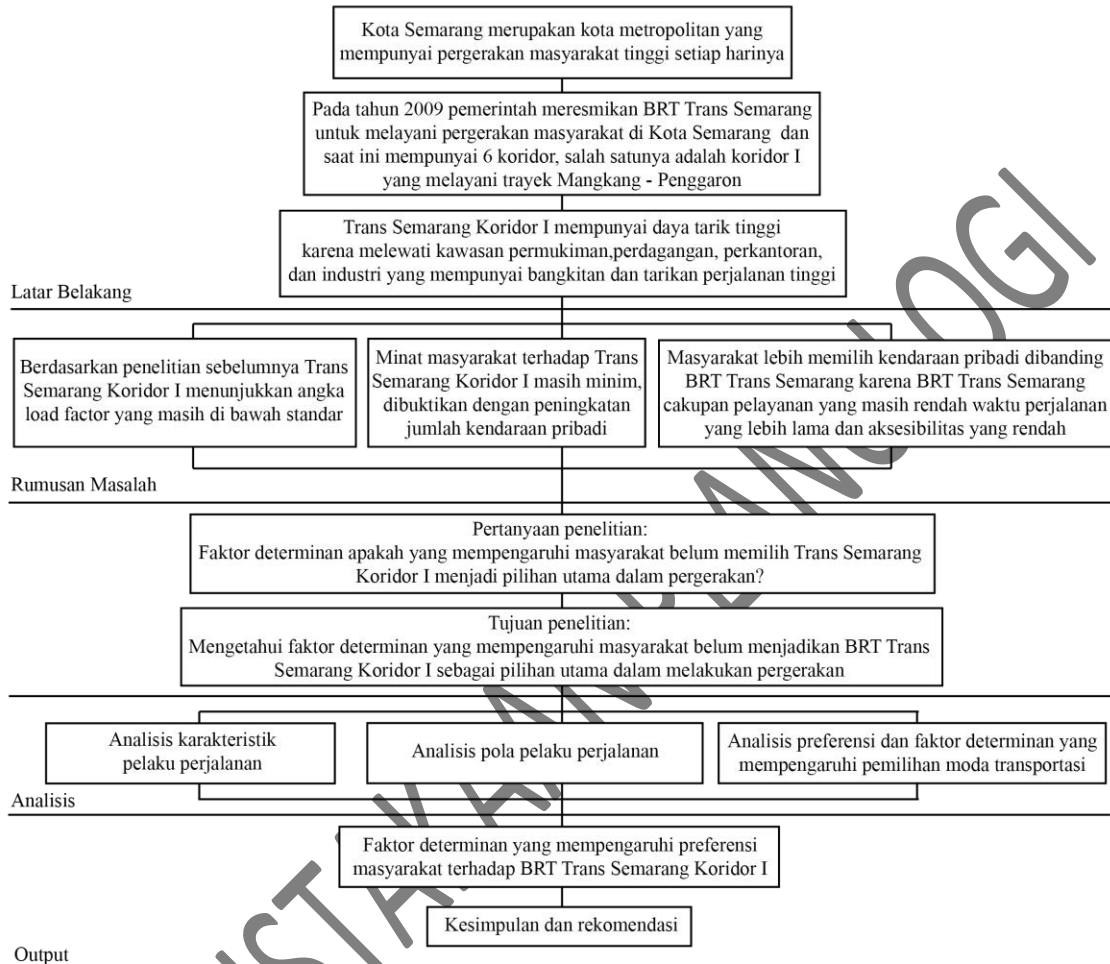 Kota Semarang merupakan kota metropolitan yang
mempunyai pergerakan masyarakat tinggi setiap harinya
Pada tahun 2009 pemerintah meresmikan BRT Trans Semarang
untuk melayani pergerakan masyarakat di Kota Semarang dan
saat ini mempunyai 6 koridor, salah satunya adalah koridor I
yang melayani trayek Mangkang - Penggaron
Trans Semarang Koridor I mempunyai daya tarik tinggi
karena melewati kawasan permukiman,perdagangan, perkantoran,
dan industri yang mempunyai bangkitan dan tarikan perjalanan tinggi
Latar Belakang
Berdasarkan penelitian sebelumnya Trans
Semarang Koridor I menunjukkan angka
load factor yang masih di bawah standar
Minat masyarakat terhadap Trans
Semarang Koridor I masih minim,
dibuktikan dengan peningkatan
jumlah kendaraan pribadi
Masyarakat lebih memilih kendaraan pribadi dibanding
BRT Trans Semarang karena BRT Trans Semarang
cakupan pelayanan yang masih rendah waktu perjalanan
yang lebih lama dan aksesibilitas yang rendah
Rumusan Masalah
Pertanyaan penelitian:
Faktor determinan apakah yang mempengaruhi masyarakat belum memilih Trans Semarang
Koridor I menjadi pilihan utama dalam pergerakan?
Tujuan penelitian:
Mengetahui faktor determinan yang mempengaruhi masyarakat belum menjadikan BRT Trans
Semarang Koridor I sebagai pilihan utama dalam melakukan pergerakan
Analisis karakteristik
pelaku perjalanan
Analisis pola pelaku perjalanan
Analisis preferensi dan faktor determinan yang
mempengaruhi pemilihan moda transportasi
Analisis
Faktor determinan yang mempengaruhi preferensi
masyarakat terhadap BRT Trans Semarang Koridor I
Kesimpulan dan rekomendasi
Output